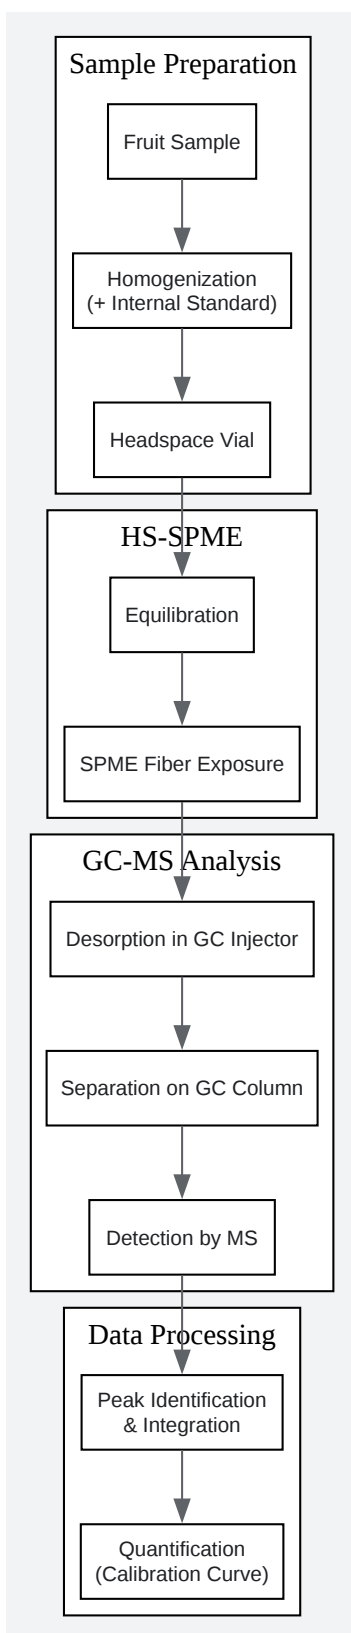 Sample Preparation
Fruit Sample
Homogenization
(+ Internal Standard)
Headspace Vial
HS-SPME
Equilibration
SPME Fiber Exposure
GC-MS Analysis
Desorption in GC Injector
Separation on GC Column
Detection by MS
Data Processing
Peak Identification
& Integration
Quantification
(Calibration Curve)